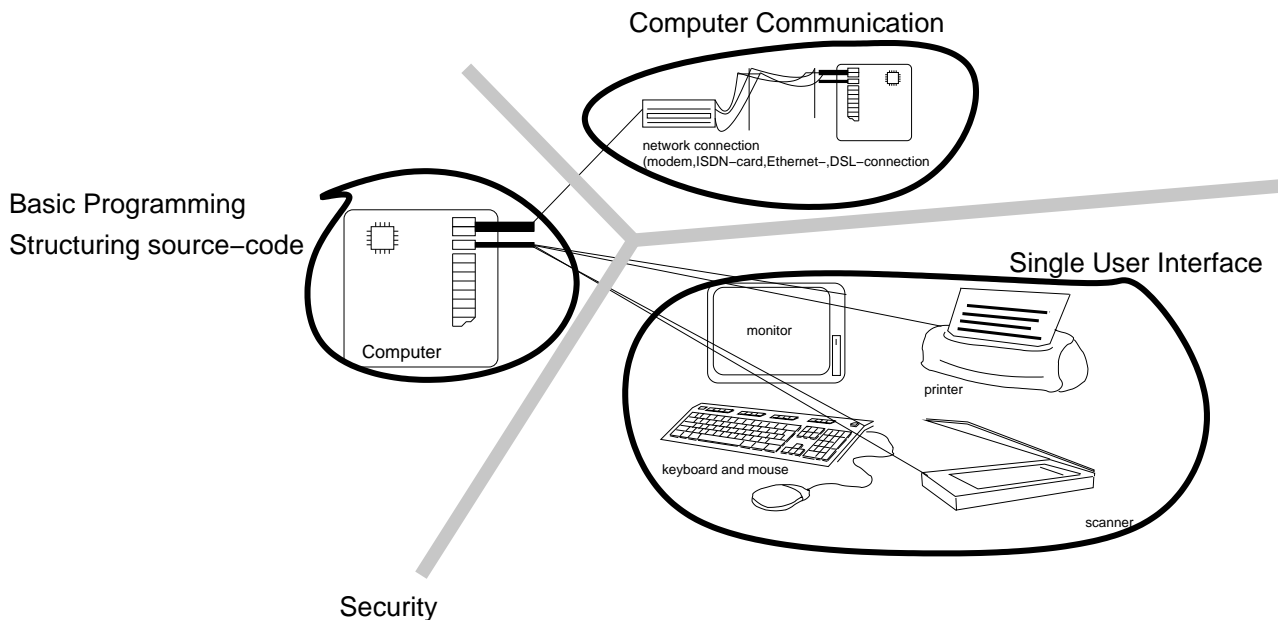 Computer Communication
network connection
(modem,ISDN−card,Ethernet−,DSL−connection
Basic Programming
Structuring source−code
Computer
Single User Interface
monitor
printer
keyboard and mouse
scanner
Security